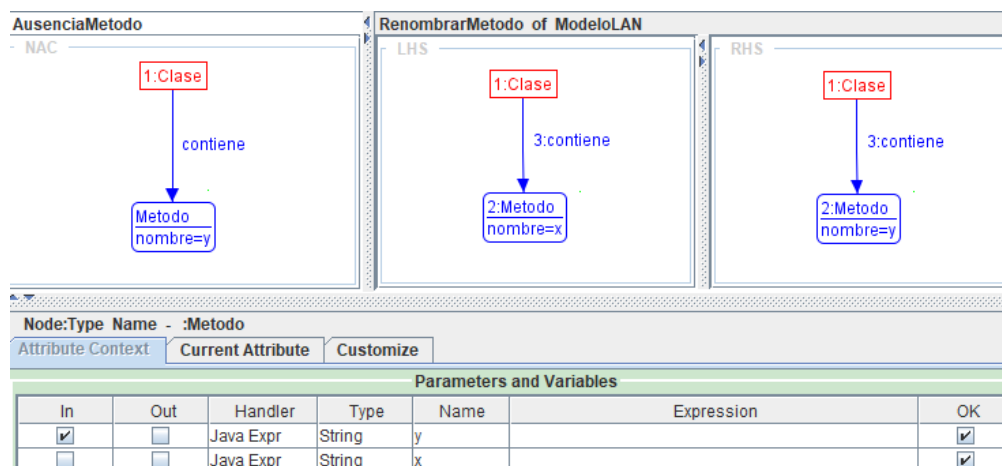 AusenciaMetodo
NAC
1:Clase
contiene
Metodo
nombre=y
RenombrarMetodo of ModeloLAN
LHS
1:Clase
3:contiene
2:Metodo
nombre=x
RHS
1:Clase
3:contiene
2:Metodo
nombre=y
Node:Type Name - :Metodo
Attribute Context Current Attribute Customize
Parameters and Variables
In Out Handler Type Name Expression OK
Java Expr String y
Java Expr String x